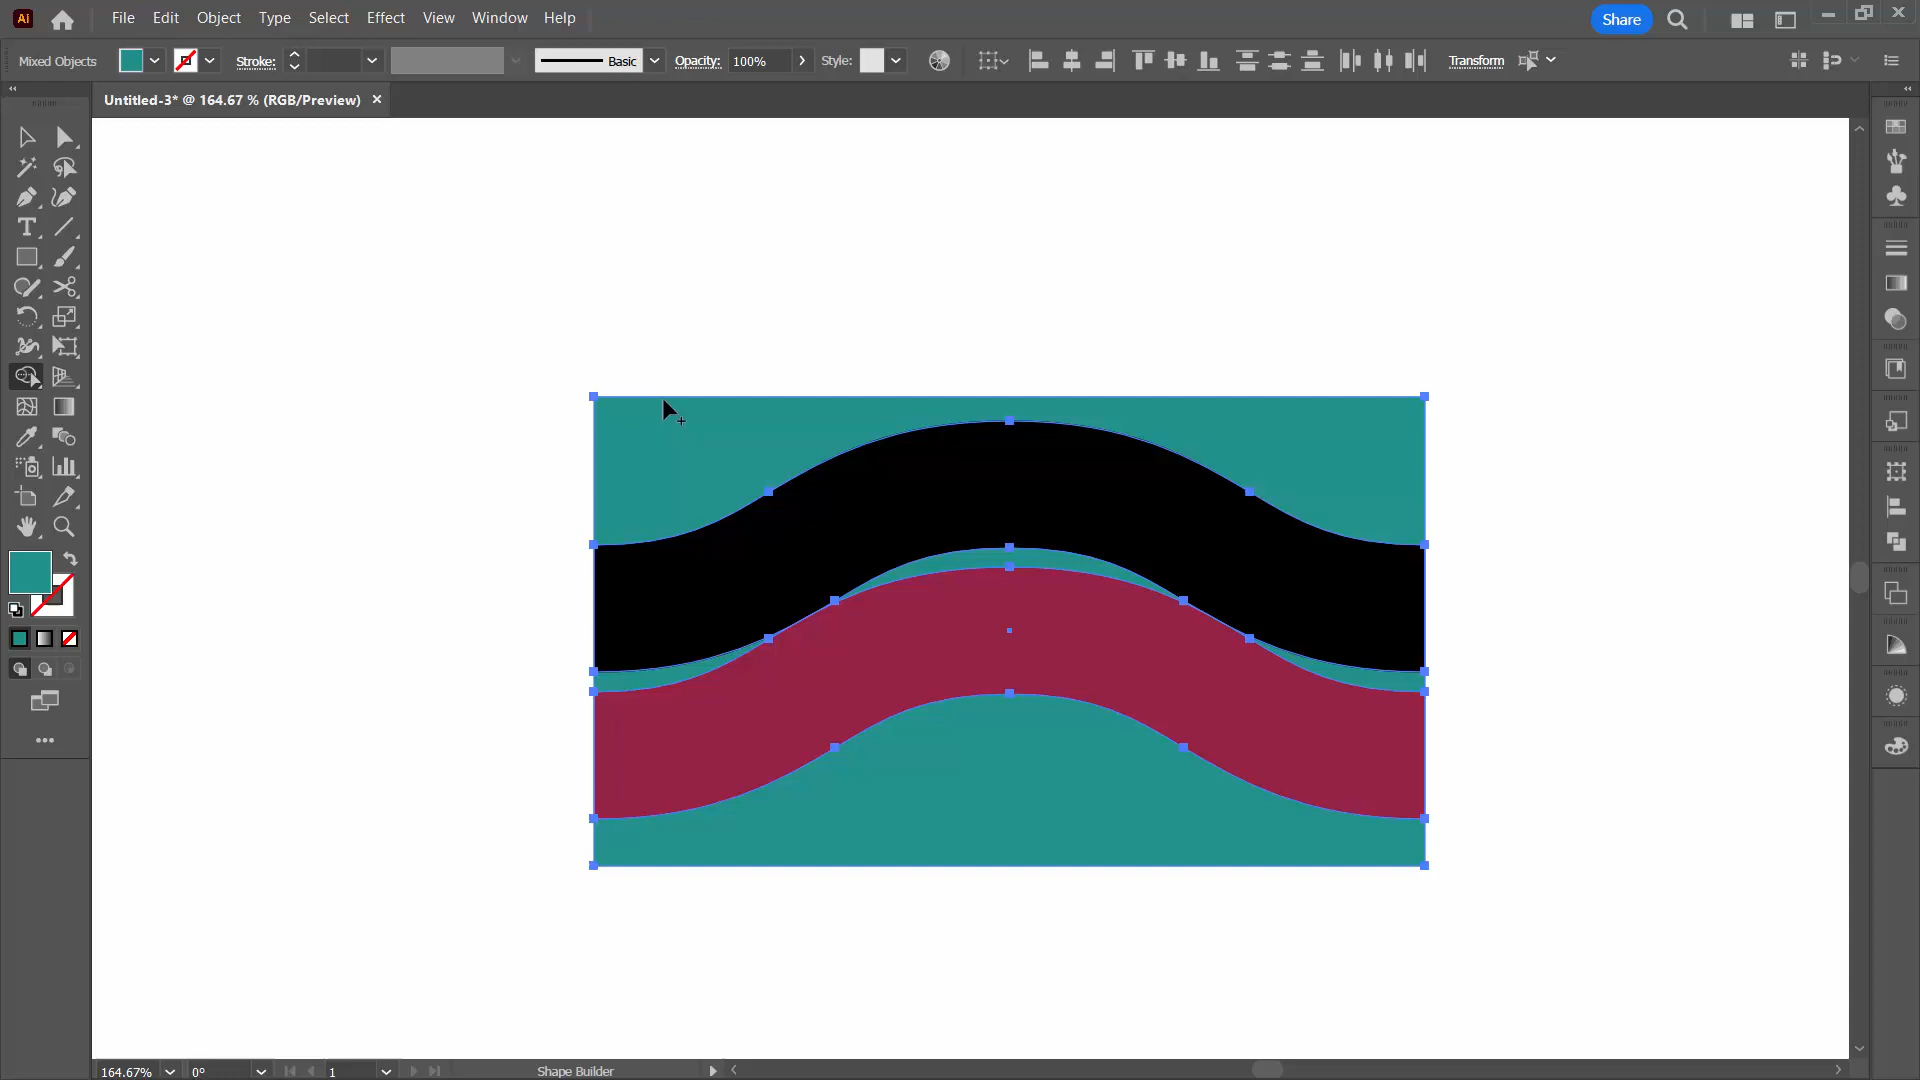 Ai File Edit Object Type Select Effect View Window Help Share
Mixed Objects Stroke: Basic Opacity: 100% Style: Transform
Untitled-3* @ 164.67 % (RGB/Preview) ×
T
164.67% 0° 1 Shape Builder